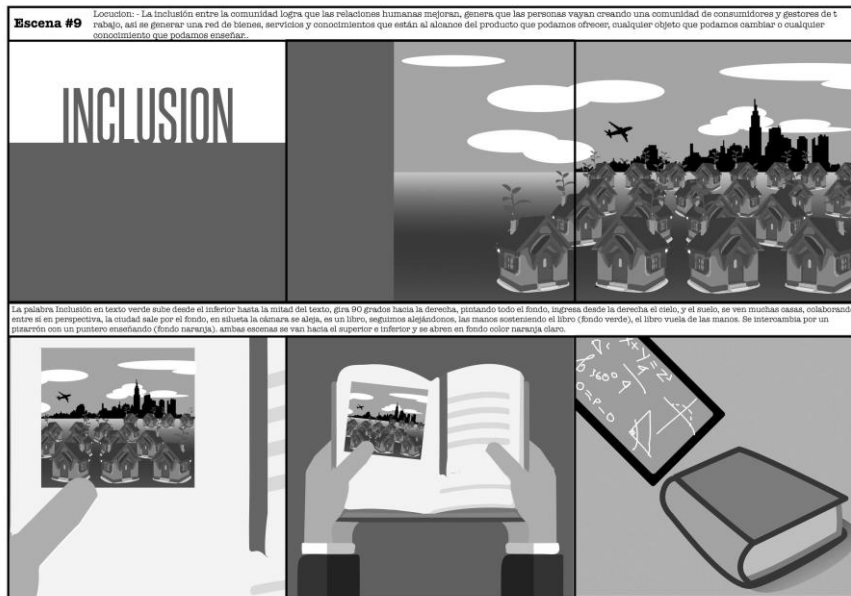 Escena #9
Locucion: - La inclusión entre la comunidad logra que las relaciones humanas mejoran, genera que las personas vayan creando una comunidad de consumidores y gestores de t
rabajo, asi se generar una red de bienes, servicios y conocimientos que están al alcance del producto que podamos ofrecer, cualquier objeto que podamos cambiar o cualquier
conocimiento que podamos enseñar..
INCLUSION
La palabra Inclusión en texto verde sube desde el inferior hasta la mitad del texto, gira 90 grados hacia la derecha, pintando todo el fondo, ingresa desde la derecha el cielo, y el suelo, se ven muchas casas, colaborando
entre si en perspectiva, la ciudad sale por el fondo, en silueta la cámara se aleja, es un libro, seguimos alejándonos, las manos sosteniendo el libro (fondo verde), el libro vuela de las manos. Se intercambia por un
pizarrón con un puntero enseñando (fondo naranja). ambas escenas se van hacia el superior e inferior y se abren en fondo color naranja claro.